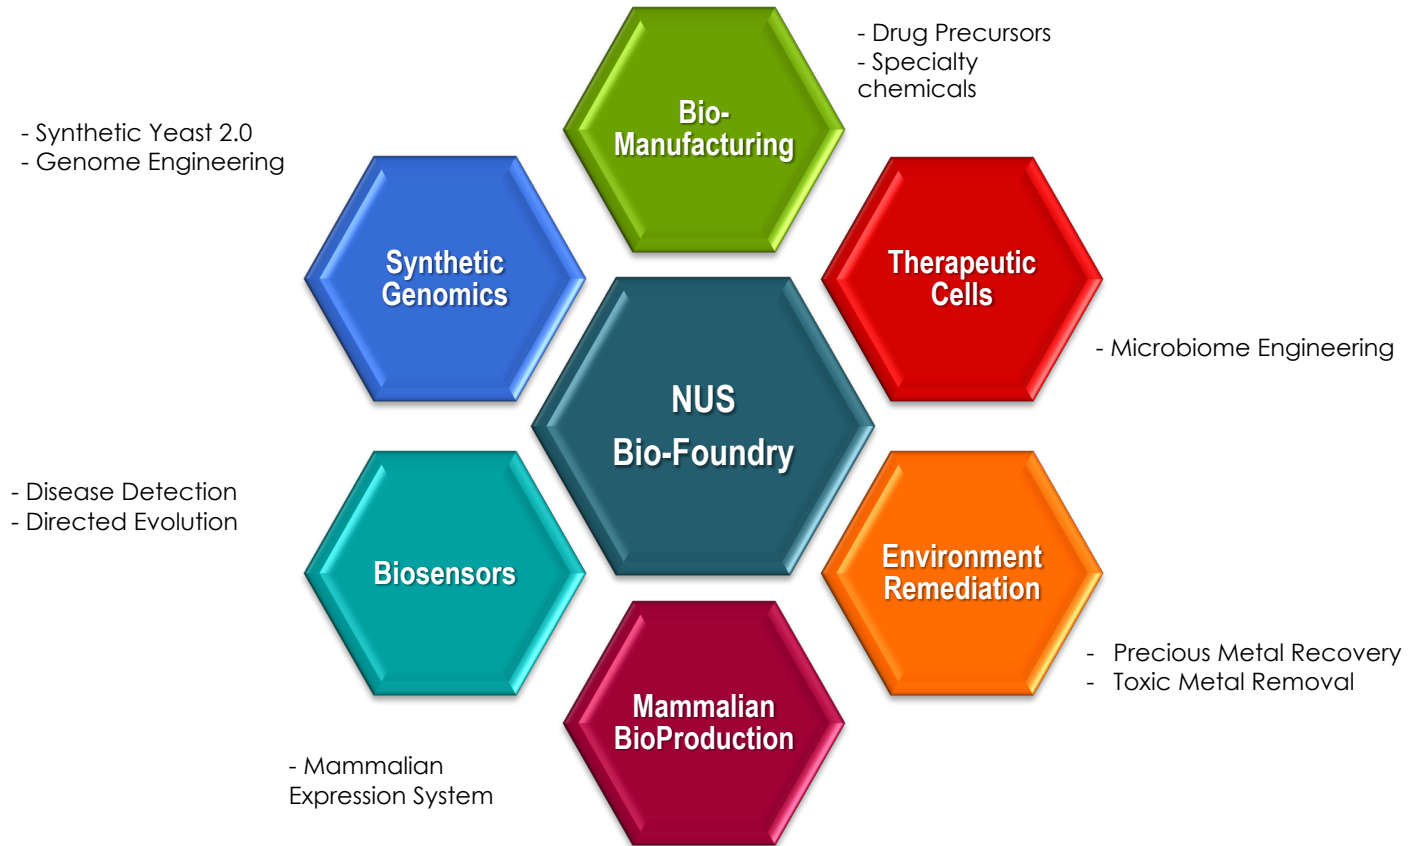 - Drug Precursors
- Specialty
chemicals
Bio-
Manufacturing
- Synthetic Yeast 2.0
- Genome Engineering
Synthetic
Genomics
Therapeutic
Cells
- Microbiome Engineering
NUS
Bio-Foundry
- Disease Detection
- Directed Evolution
Biosensors
Environment
Remediation
- Precious Metal Recovery
- Toxic Metal Removal
Mammalian
BioProduction
- Mammalian
Expression System